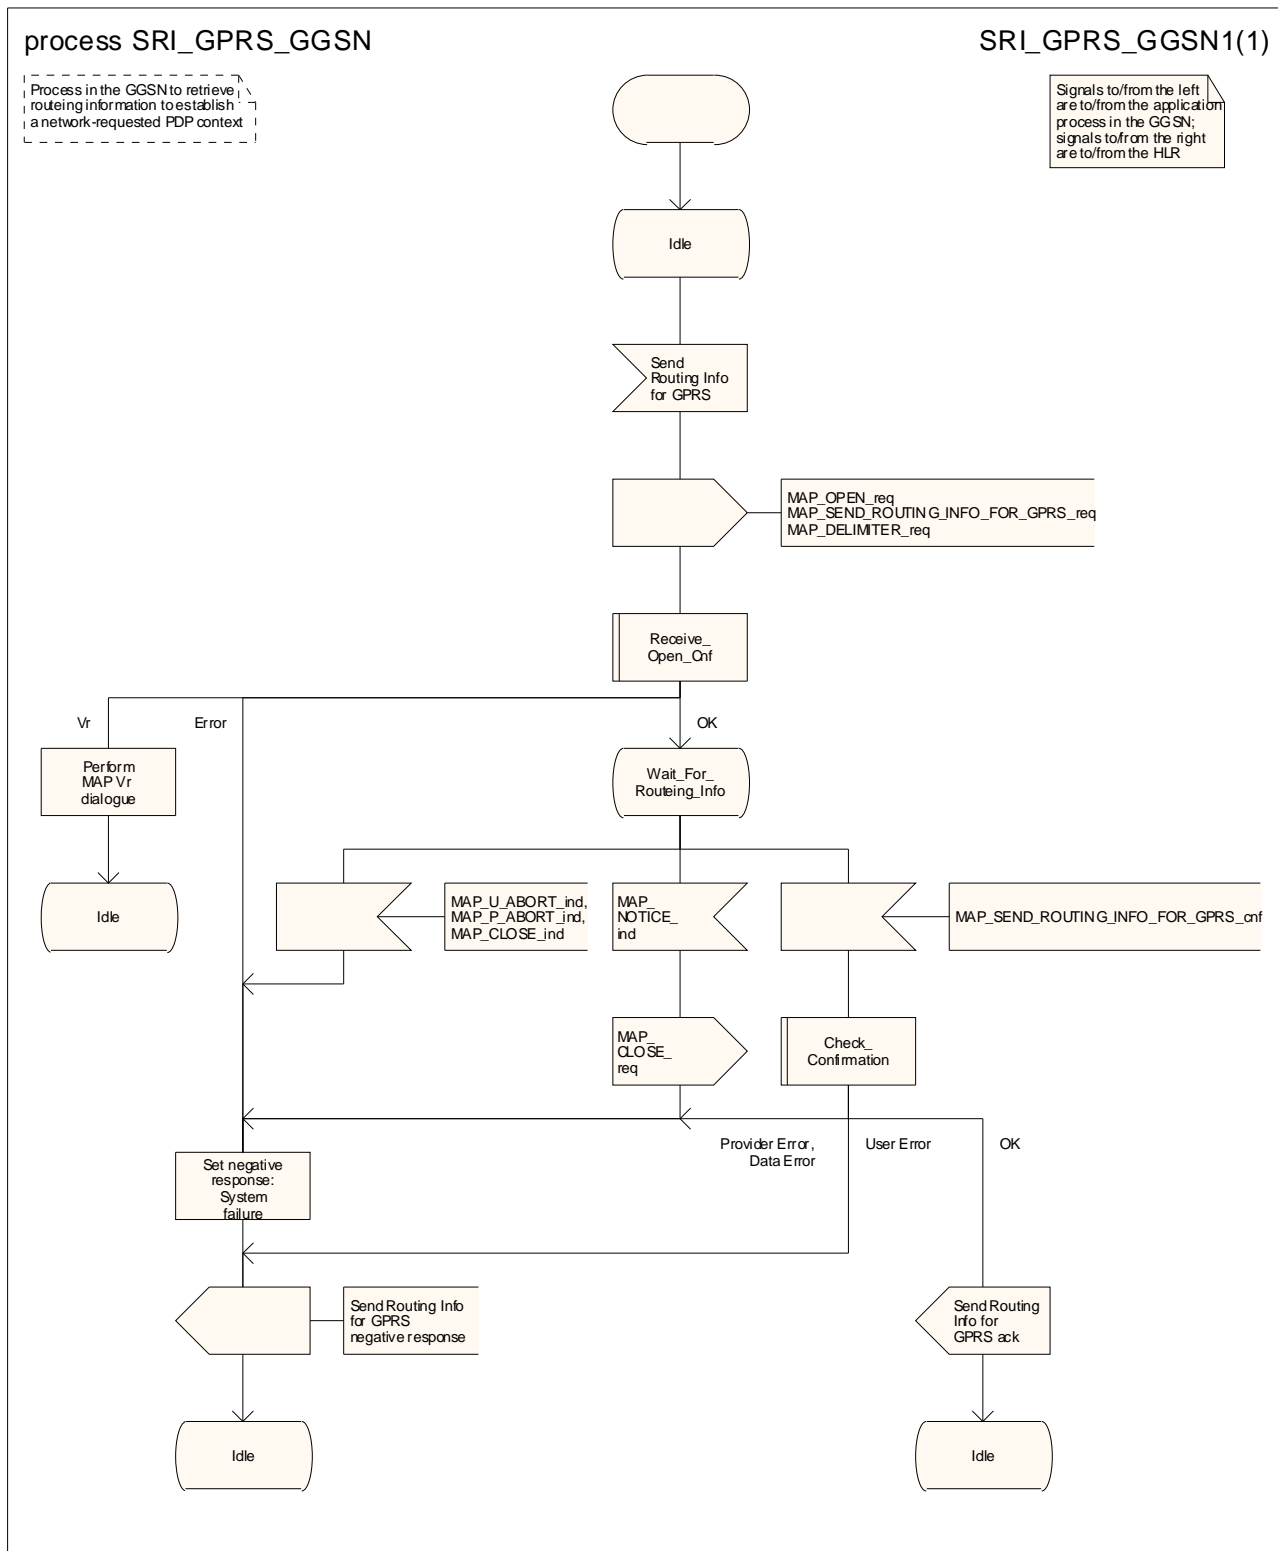 process SRI_GPRS_GGSN
SRI_GPRS_GGSN1(1)
Process in the GGSN to retrieve
routeing information to establish
a network-requested PDP context
Signals to/from the left
are to/from the application
process in the GGSN;
signals to/from the right
are to/from the HLR
Idle
Send
Routing Info
for GPRS
MAP_OPEN_req
MAP_SEND_ROUTING_INFO_FOR_GPRS_req
MAP_DELIMITER_req
Receive_
Open_Cnf
Vr
Error
OK
Perform
MAP Vr
dialogue
Wait_For_
Routeing_Info
Idle
MAP_U_ABORT_ind,
MAP_P_ABORT_ind,
MAP_CLOSE_ind
MAP_
NOTICE_
ind
MAP_SEND_ROUTING_INFO_FOR_GPRS_cnf
MAP_
CLOSE_
req
Check_
Confirmation
Provider Error,
Data Error
User Error
OK
Set negative
response:
System
failure
Send Routing Info
for GPRS
negative response
Send Routing
Info for
GPRS ack
Idle
Idle